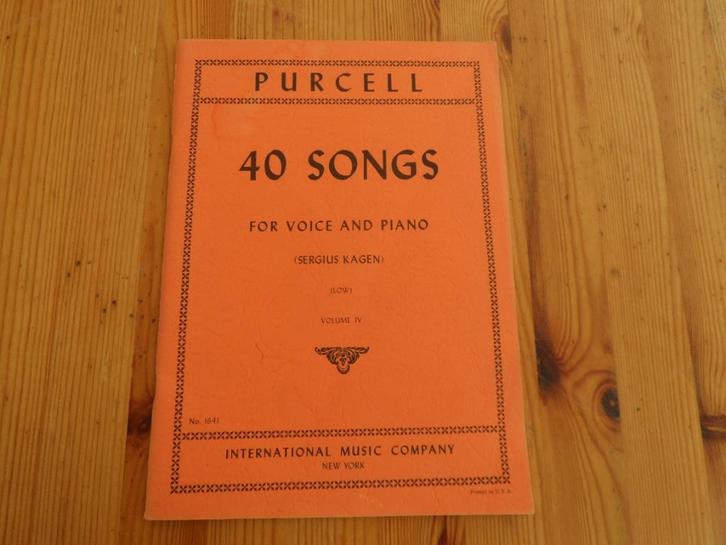 PURCELL
40 SONGS
FOR VOICE AND PIANO
(SERGIUS KAGEN)
(LOW)
VOLUME IV
No. 1641
INTERNATIONAL MUSIC COMPANY
NEW YORK
Printed in U. S. A.